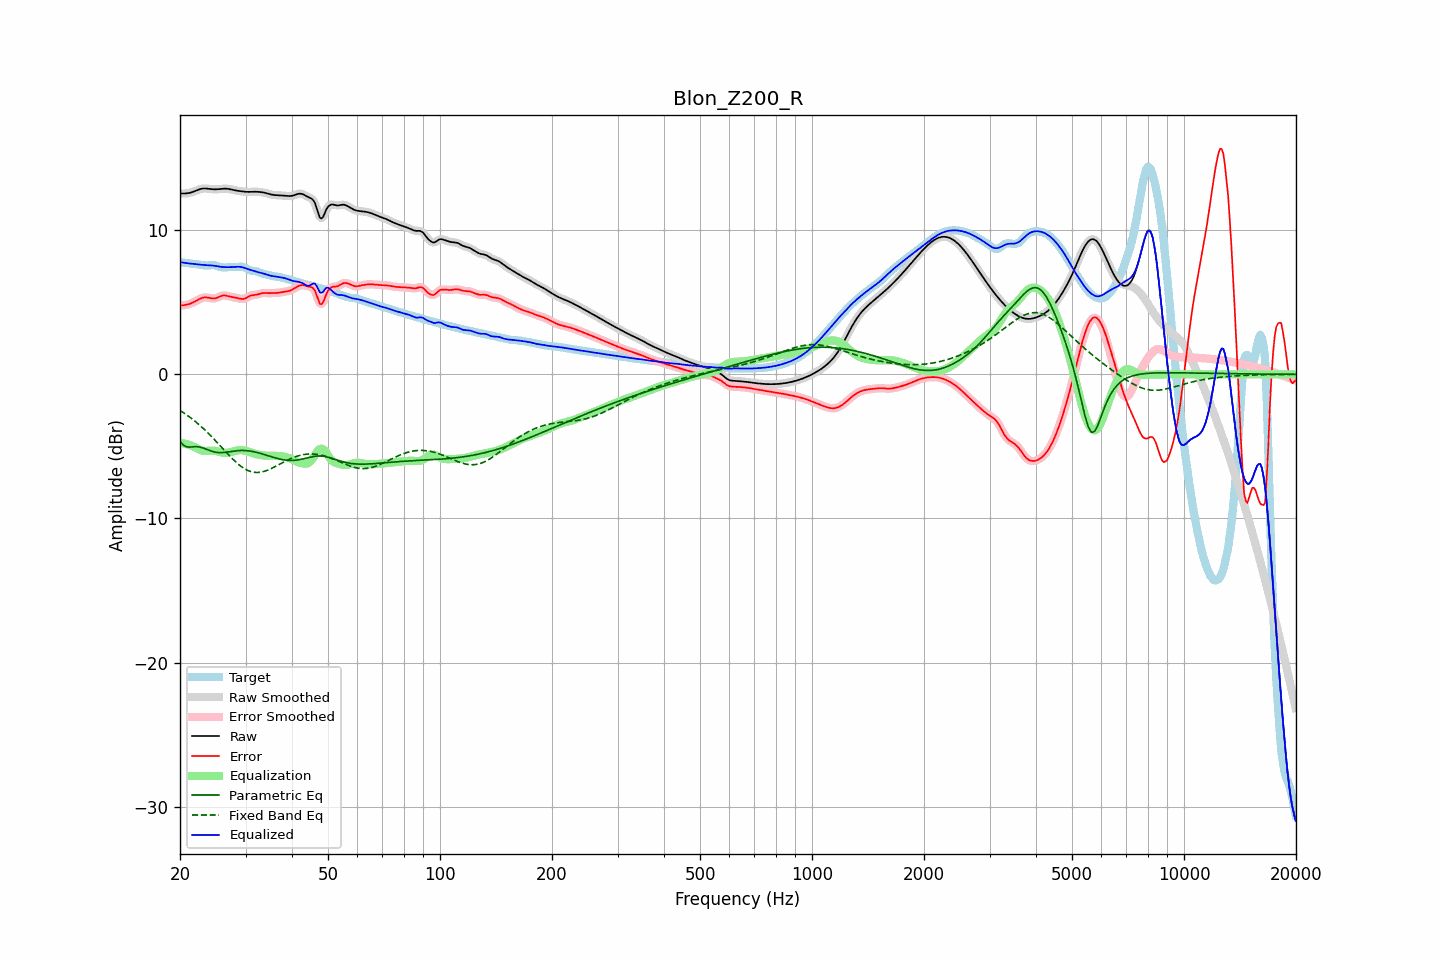 Blon_Z200_R
Amplitude (dBr)
10
0
−10
−20
−30
Target
Raw Smoothed
Error Smoothed
Raw
Error
Equalization
Parametric Eq
Fixed Band Eq
Equalized
20 50 100 200 500 1000 2000 5000 10000 20000
Frequency (Hz)